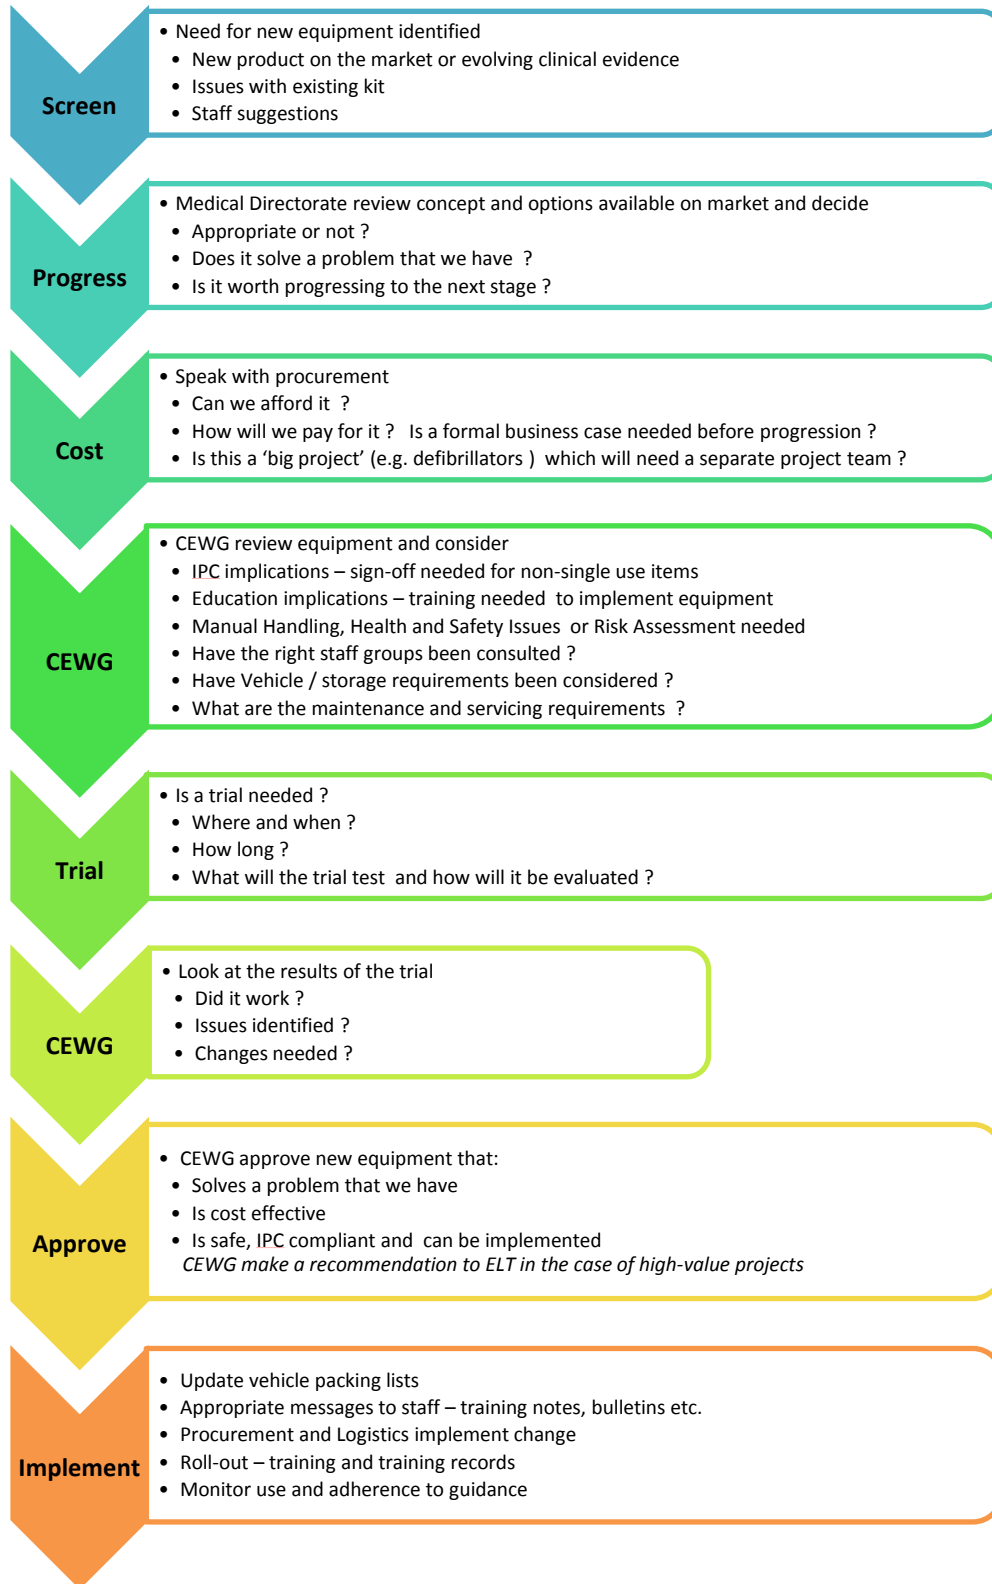 Screen
• Need for new equipment identified
• New product on the market or evolving clinical evidence
• Issues with existing kit
• Staff suggestions
Progress
• Medical Directorate review concept and options available on market and decide
• Appropriate or not ?
• Does it solve a problem that we have  ?
• Is it worth progressing to the next stage ?
Cost
• Speak with procurement
• Can we afford it  ?
• How will we pay for it ?   Is a formal business case needed before progression ?
• Is this a ‘big project’ (e.g. defibrillators )  which will need a separate project team ?
CEWG
• CEWG review equipment and consider
• IPC implications – sign-off needed for non-single use items
• Education implications – training needed  to implement equipment
• Manual Handling, Health and Safety Issues  or Risk Assessment needed
• Have the right staff groups been consulted ?
• Have Vehicle / storage requirements been considered ?
• What are the maintenance and servicing requirements  ?
Trial
• Is a trial needed ?
• Where and when ?
• How long ?
• What will the trial test  and how will it be evaluated ?
CEWG
• Look at the results of the trial
• Did it work ?
• Issues identified ?
• Changes needed ?
Approve
• CEWG approve new equipment that:
• Solves a problem that we have
• Is cost effective
• Is safe, IPC compliant and  can be implemented
CEWG make a recommendation to ELT in the case of high-value projects
Implement
• Update vehicle packing lists
• Appropriate messages to staff – training notes, bulletins etc.
• Procurement and Logistics implement change
• Roll-out – training and training records
• Monitor use and adherence to guidance